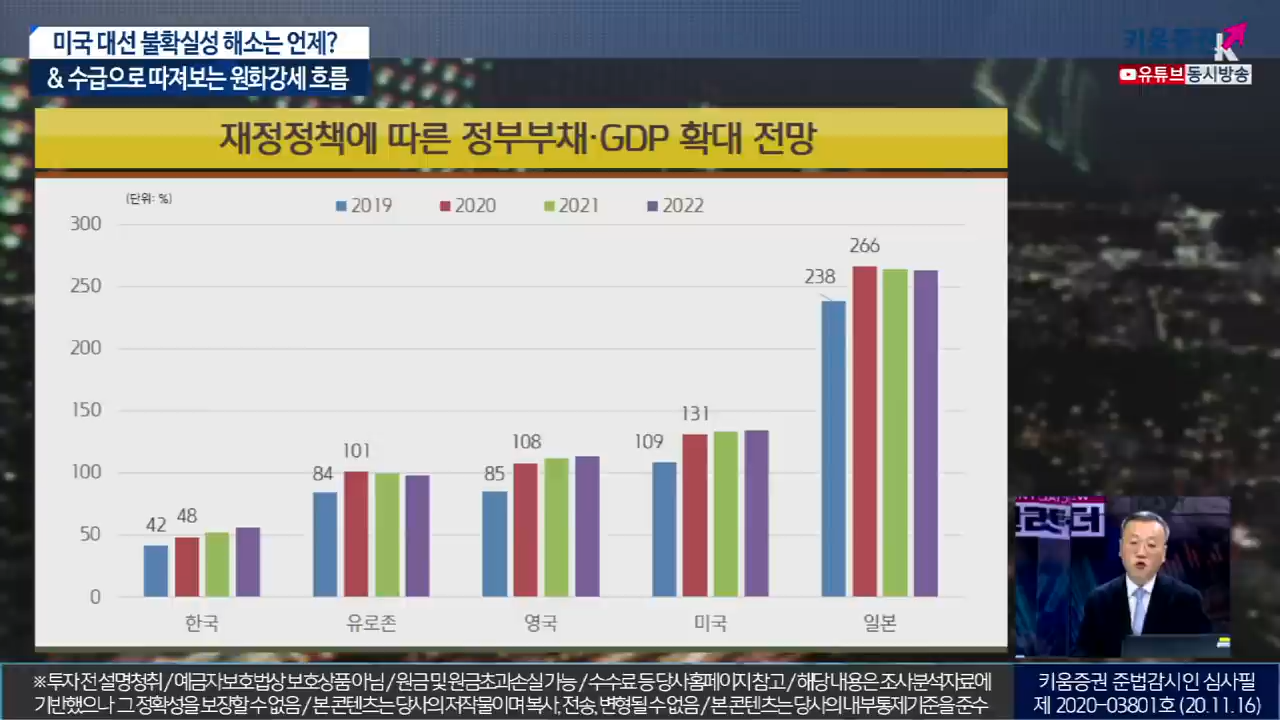 미국 대선 불확실성 해소는 언제?
& 수급으로 따져보는 원화강세 흐름
키움증권
유튜브 동시방송
재정정책에 따른 정부부채·GDP 확대 전망
(단위: %)
2019 2020 2021 2022
300
250
200
150
100
50
0
42 48
84 101
85 108
109 131
238 266
한국 유로존 영국 미국 일본
※투자 전 설명청취 / 예금자보호법상 보호상품 아님 / 원금 및 원금초과손실 가능 / 수수료 등 당사홈페이지 참고 / 해당 내용은 조사분석자료에
기반했으나 그 정확성을 보장할 수 없음 / 본 콘텐츠는 당사의 저작물이며 복사, 전송, 변형될 수 없음 / 본 콘텐츠는 당사의 내부통제기준을 준수
키움증권 준법감시인 심사필
제 2020-03801호 (20.11.16)